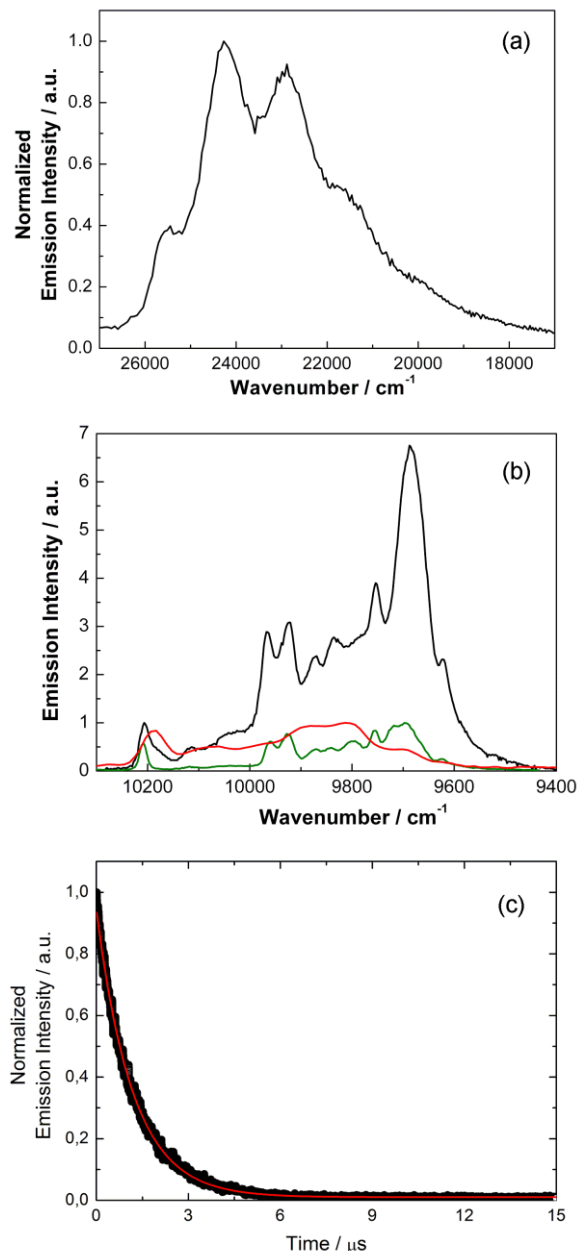 (a)
Normalized
Emission Intensity / a.u.
1.0
0.8
0.6
0.4
0.2
0.0
26000 24000 22000 20000 18000
Wavenumber / cm⁻¹
(b)
Emission Intensity / a.u.
7
6
5
4
3
2
1
0
10200 10000 9800 9600 9400
Wavenumber / cm⁻¹
(c)
Normalized
Emission Intensity / a.u.
1,0
0,8
0,6
0,4
0,2
0,0
0 3 6 9 12 15
Time / μs